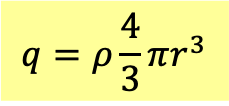 q = ρ 4/3 πr³